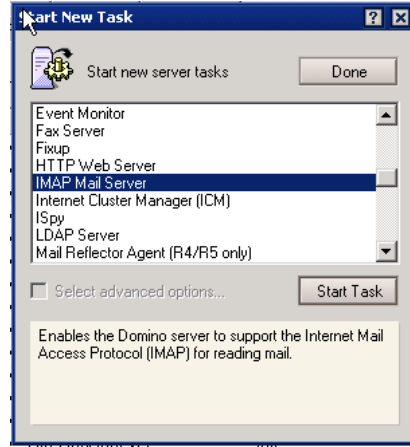 Start New Task
Start new server tasks
Done
Event Monitor
Fax Server
Fixup
HTTP Web Server
IMAP Mail Server
Internet Cluster Manager (ICM)
ISpy
LDAP Server
Mail Reflector Agent (R4/R5 only)
Select advanced options...
Start Task
Enables the Domino server to support the Internet Mail
Access Protocol (IMAP) for reading mail.